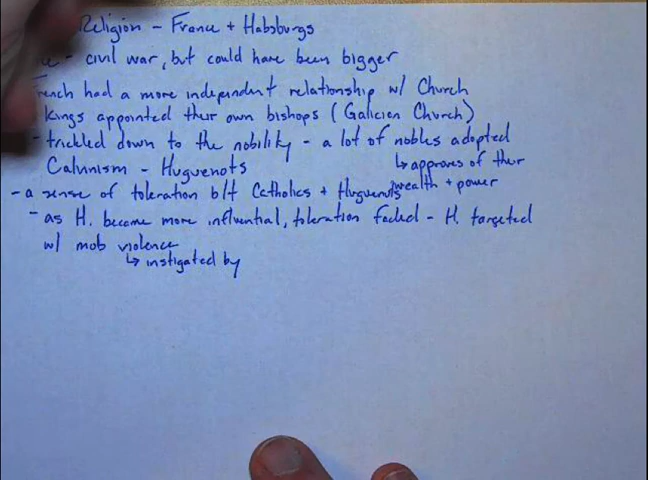 Religion - France + Habsburgs
- civil war, but could have been bigger
French had a more independent relationship w/ Church
kings appointed their own bishops (Galician Church)
- trickled down to the nobility - a lot of nobles adopted
Calvinism - Huguenots ↳ approves of their
wealth + power
- a sense of toleration b/t Catholics + Huguenots
- as H. became more influential, toleration faded - H. targeted
w/ mob violence
↳ instigated by